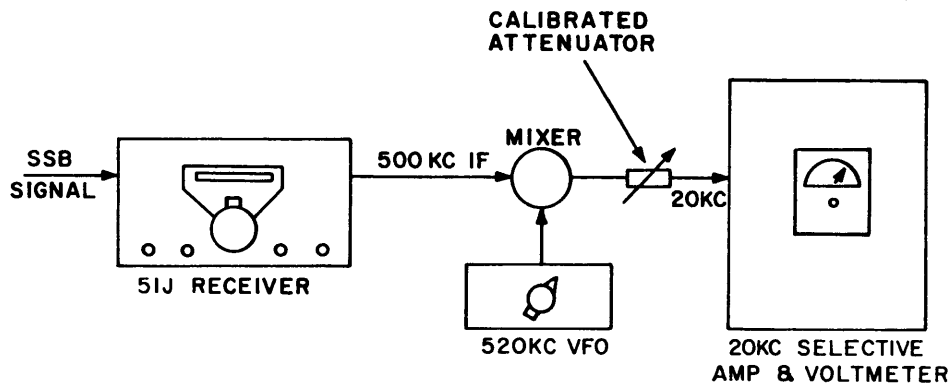 CALIBRATED
ATTENUATOR
SSB
SIGNAL
500 KC IF
MIXER
20KC
51J RECEIVER
520KC VFO
20KC SELECTIVE
AMP & VOLTMETER